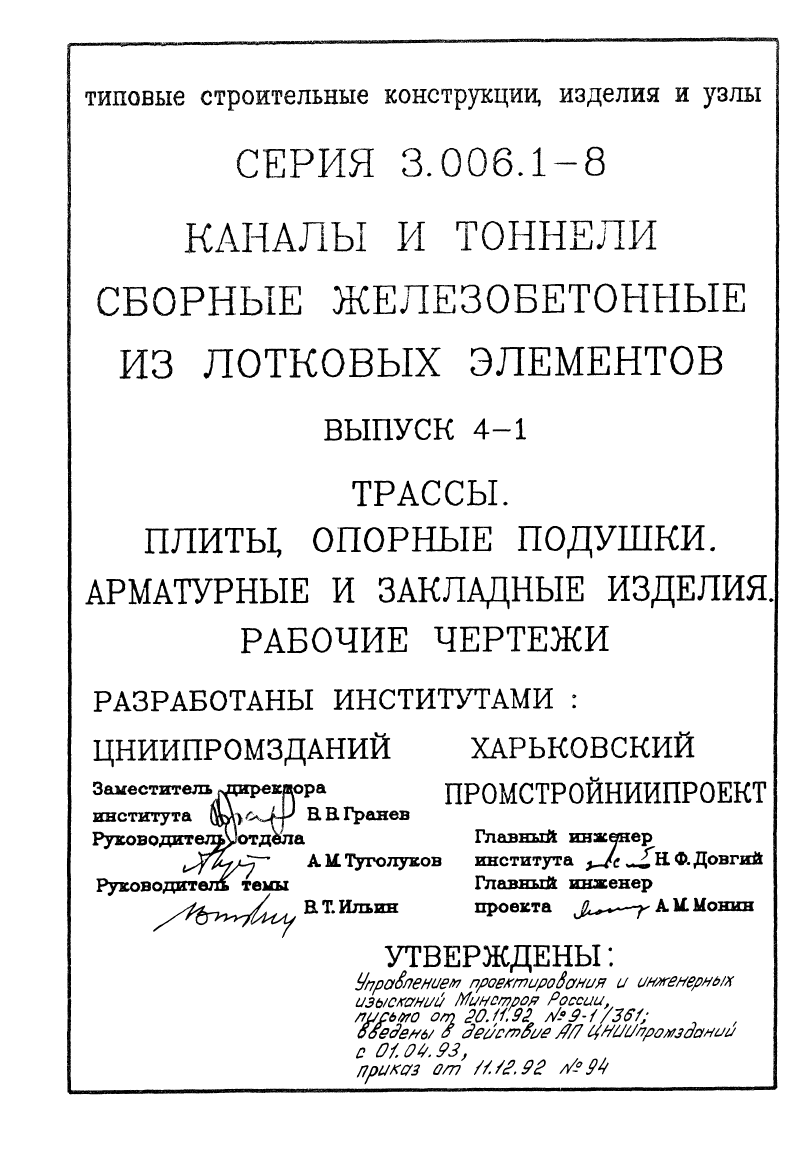 типовые строительные конструкции, изделия и узлы
СЕРИЯ 3.006.1-8
КАНАЛЫ И ТОННЕЛИ
СБОРНЫЕ ЖЕЛЕЗОБЕТОННЫЕ
ИЗ ЛОТКОВЫХ ЭЛЕМЕНТОВ
ВЫПУСК 4-1
ТРАССЫ.
ПЛИТЫ, ОПОРНЫЕ ПОДУШКИ.
АРМАТУРНЫЕ И ЗАКЛАДНЫЕ ИЗДЕЛИЯ.
РАБОЧИЕ ЧЕРТЕЖИ
РАЗРАБОТАНЫ ИНСТИТУТАМИ :
ЦНИИПРОМЗДАНИЙ
Заместитель директора
института В.В.Гранев
Руководитель отдела
А.М.Туголуков
Руководитель темы
В.Т.Ильин
ХАРЬКОВСКИЙ
ПРОМСТРОЙНИИПРОЕКТ
Главный инженер
института Н.Ф.Довгий
Главный инженер
проекта А.М.Монин
УТВЕРЖДЕНЫ:
Управлением проектирования и инженерных
изысканий Минстроя России,
письмо от 20.11.92 №9-1/361;
введены в действие АП ЦНИИпромзданий
с 01.04.93,
приказ от 11.12.92 №94